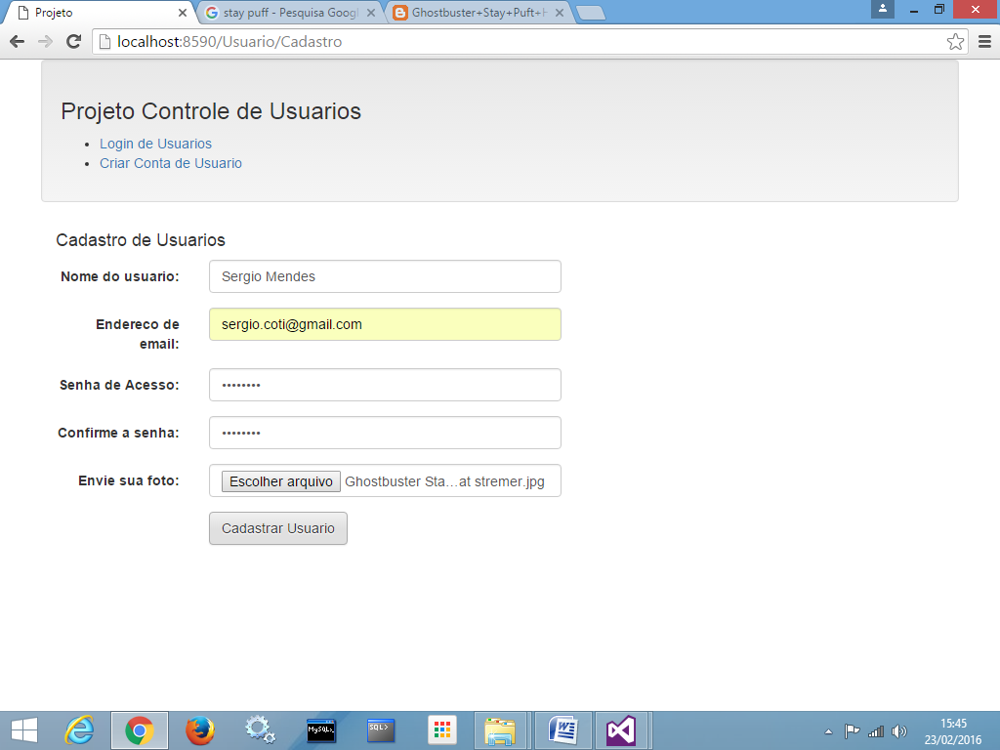 Projeto
stay puff - Pesquisa Googl
Ghostbuster+Stay+Puft+H
localhost:8590/Usuario/Cadastro
Projeto Controle de Usuarios
Login de Usuarios
Criar Conta de Usuario
Cadastro de Usuarios
Nome do usuario: Sergio Mendes
Endereco de
email:
sergio.coti@gmail.com
Senha de Acesso: ••••••••
Confirme a senha: ••••••••
Envie sua foto: Escolher arquivo Ghostbuster Sta...at stremer.jpg
Cadastrar Usuario
MySQL>
SQL>
15:45
23/02/2016